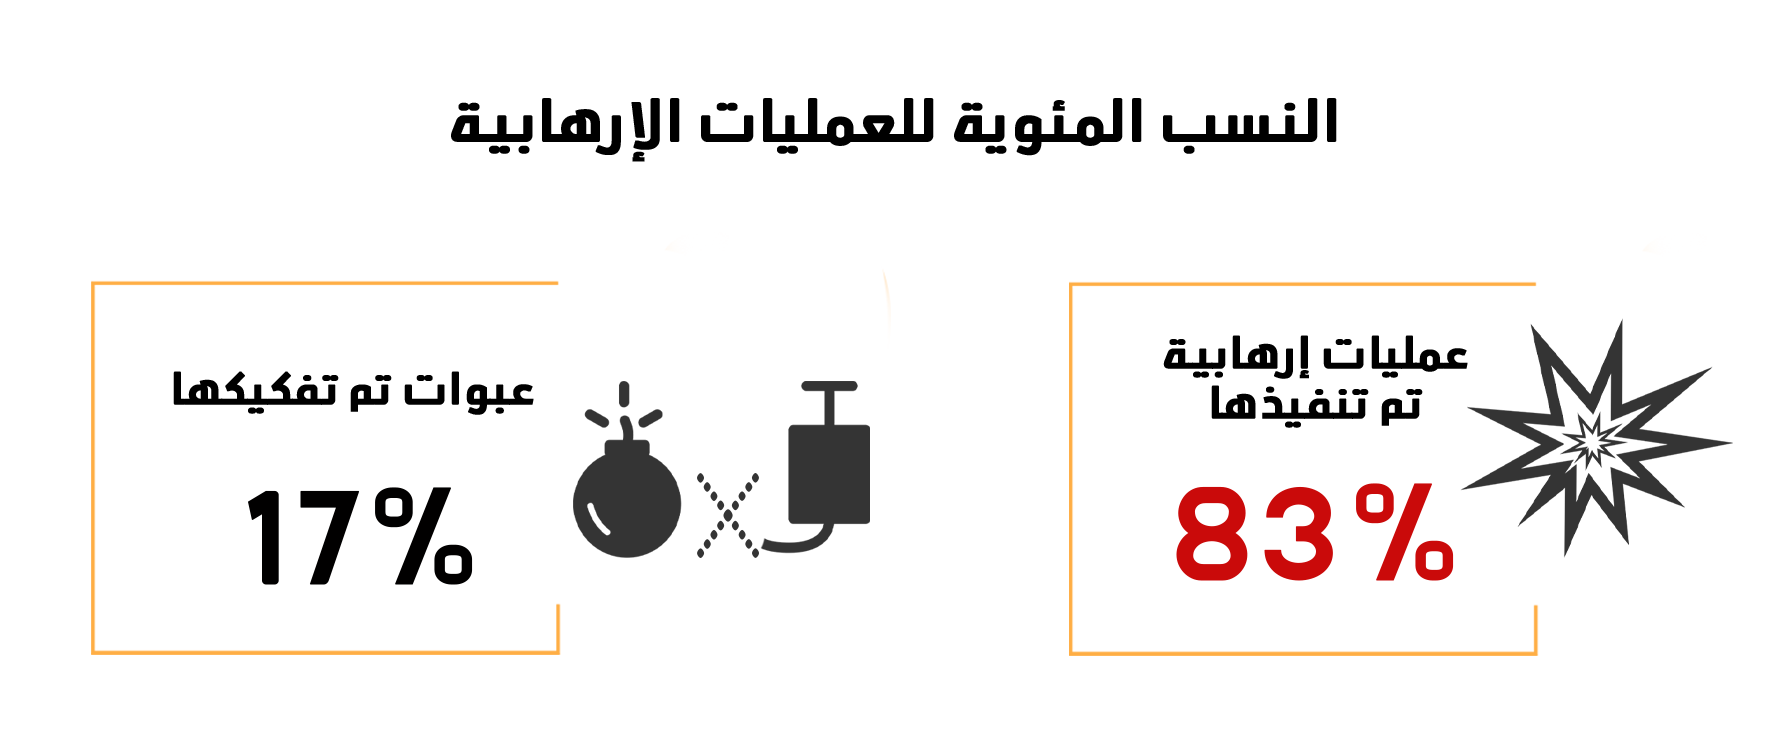 النسب المئوية للعمليات الإرهابية
عمليات إرهابية
تم تنفيذها
83%
عبوات تم تفكيكها
17%